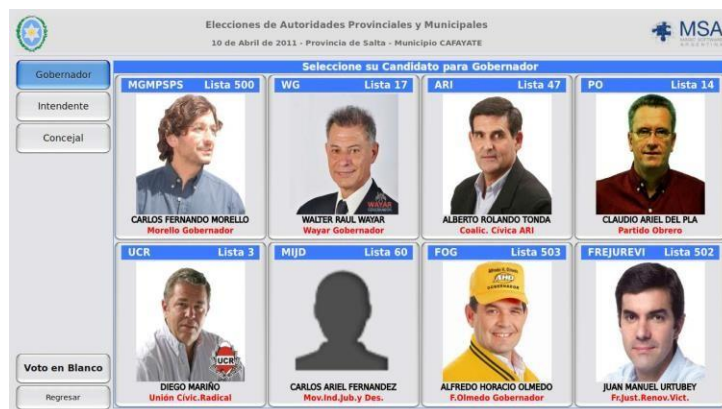 Elecciones de Autoridades Provinciales y Municipales
10 de Abril de 2011 - Provincia de Salta - Municipio CAFAYATE
MSA
Gobernador
Intendente
Concejal
Voto en Blanco
Regresar
Seleccione su Candidato para Gobernador
MGMPSPS Lista 500
WG Lista 17
ARI Lista 47
PO Lista 14
WAYAR
CARLOS FERNANDO MORELLO
Morello Gobernador
WALTER RAUL WAYAR
Wayar Gobernador
ALBERTO ROLANDO TONDA
Coalic. Cívica ARI
CLAUDIO ARIEL DEL PLA
Partido Obrero
UCR Lista 3
MIJD Lista 60
FOG Lista 503
FREJUREVI Lista 502
UCR
DIEGO MARIÑO
Unión Cívic.Radical
CARLOS ARIEL FERNANDEZ
Mov.Ind.Jub.y Des.
ALFREDO HORACIO OLMEDO
F.Olmedo Gobernador
JUAN MANUEL URTUBEY
Fr.Just.Renov.Vict.